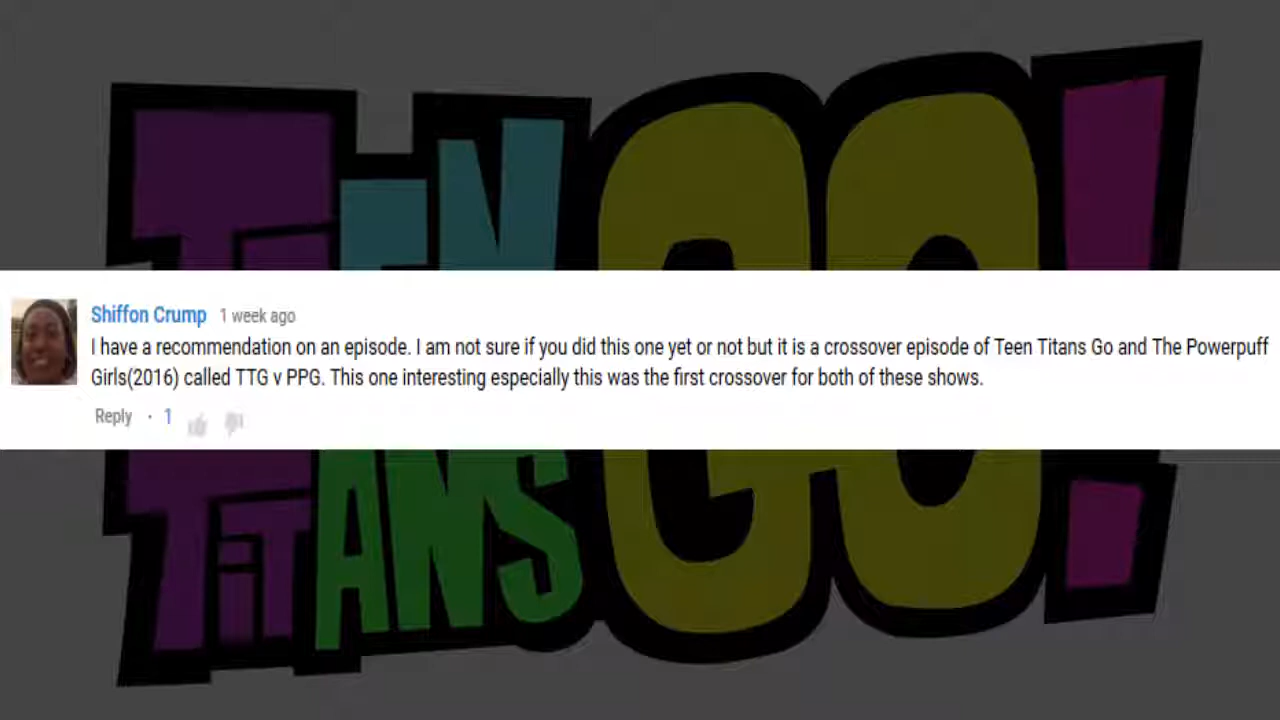 TEEN
TITANS
GO!
Shiffon Crump 1 week ago
I have a recommendation on an episode. I am not sure if you did this one yet or not but it is a crossover episode of Teen Titans Go and The Powerpuff
Girls(2016) called TTG v PPG. This one interesting especially this was the first crossover for both of these shows.
Reply · 1